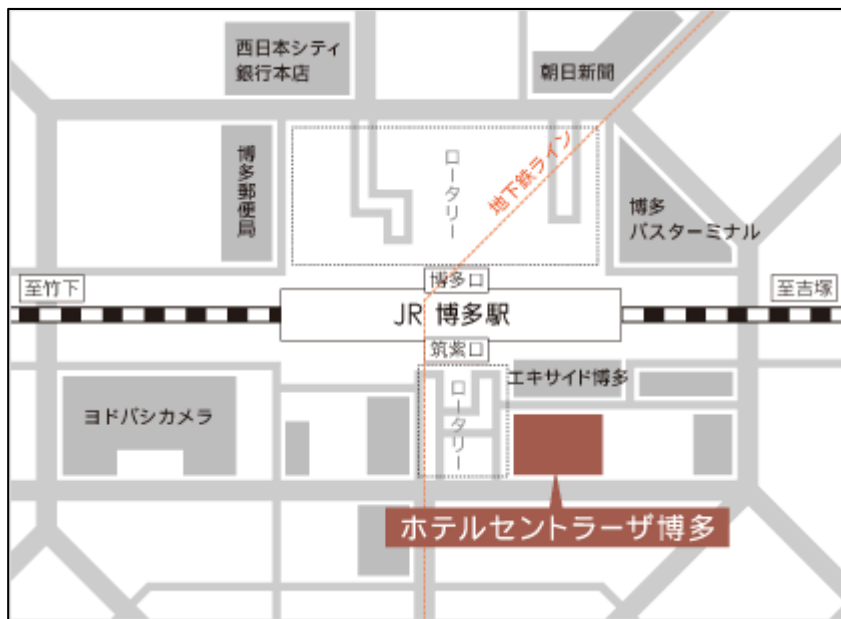 西日本シティ
銀行本店
朝日新聞
博多郵便局
ロータリー
地下鉄ライン
博多
バスターミナル
博多口
至竹下
至吉塚
JR 博多駅
筑紫口
エキサイド博多
ヨドバシカメラ
ロータリー
ホテルセントラーザ博多